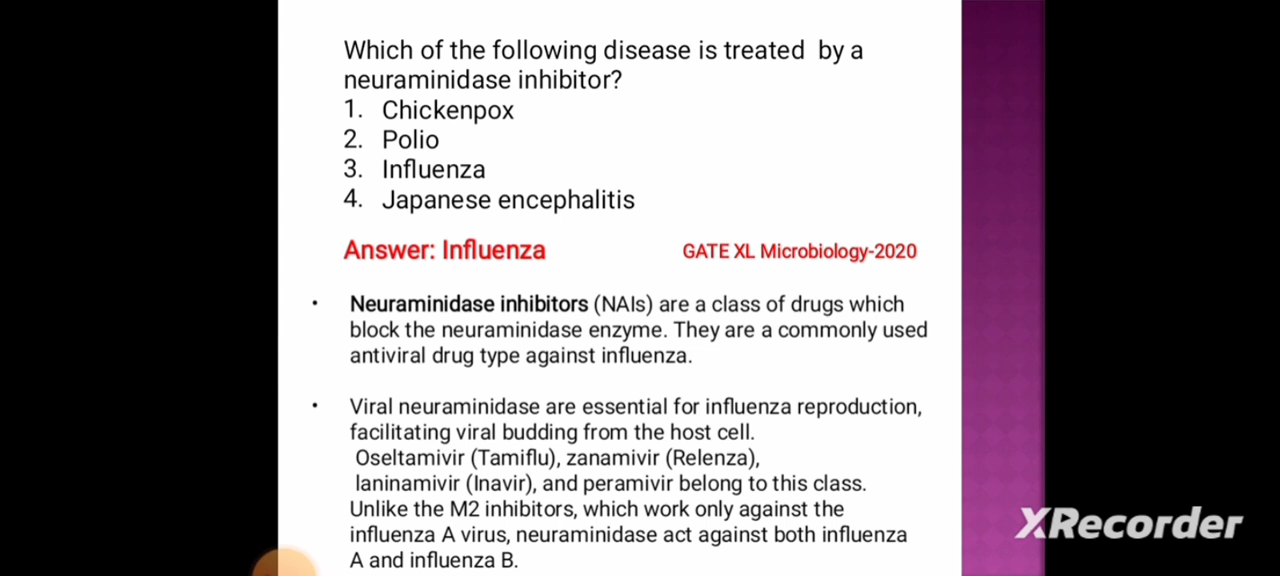 Which of the following disease is treated by a
neuraminidase inhibitor?
1. Chickenpox
2. Polio
3. Influenza
4. Japanese encephalitis
Answer: Influenza GATE XL Microbiology-2020
• Neuraminidase inhibitors (NAIs) are a class of drugs which
block the neuraminidase enzyme. They are a commonly used
antiviral drug type against influenza.
• Viral neuraminidase are essential for influenza reproduction,
facilitating viral budding from the host cell.
Oseltamivir (Tamiflu), zanamivir (Relenza),
laninamivir (Inavir), and peramivir belong to this class.
Unlike the M2 inhibitors, which work only against the
influenza A virus, neuraminidase act against both influenza
A and influenza B.
XRecorder